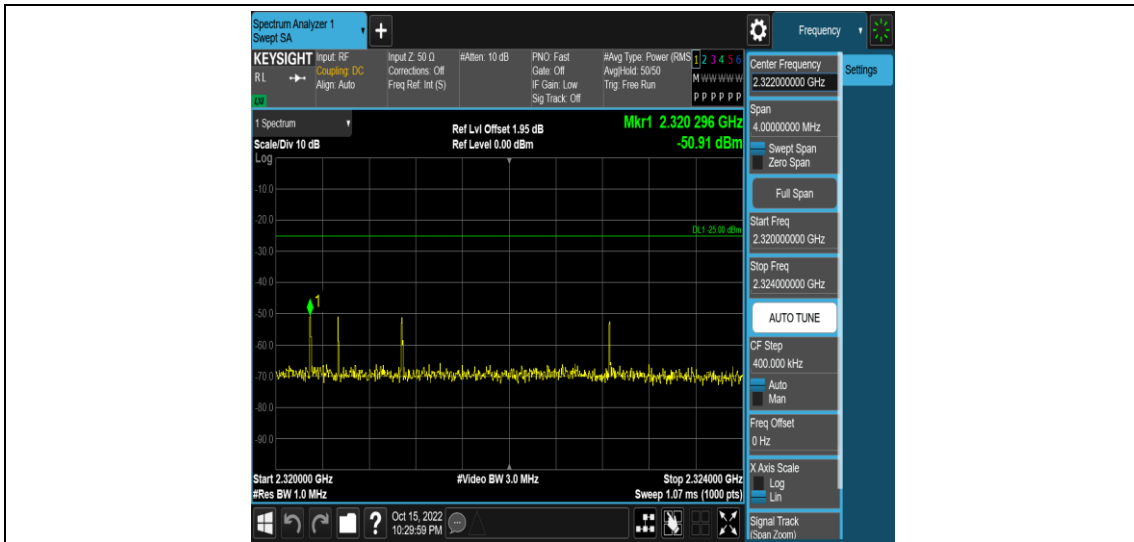 Spectrum Analyzer 1
Swept SA
+
Frequency
KEYSIGHT
RL
LXI
Input: RF
Coupling: DC
Align: Auto
Input Z: 50 Ω
Corrections: Off
Freq Ref: Int (S)
#Atten: 10 dB
PNO: Fast
Gate: Off
IF Gain: Low
Sig Track: Off
#Avg Type: Power (RMS
Avg|Hold: 50/50
Trig: Free Run
1 2 3 4 5 6
M W W W W W
P P P P P P
1 Spectrum
Scale/Div 10 dB
Log
Ref Lvl Offset 1.95 dB
Ref Level 0.00 dBm
Mkr1 2.320 296 GHz
-50.91 dBm
-10.0
-20.0
DL1 -25.00 dBm
-30.0
-40.0
1
-50.0
-60.0
-70.0
-80.0
-90.0
Start 2.320000 GHz
#Video BW 3.0 MHz
Stop 2.324000 GHz
#Res BW 1.0 MHz
Sweep 1.07 ms (1000 pts)
?
Oct 15, 2022
10:29:59 PM
Center Frequency
2.322000000 GHz
Settings
Span
4.00000000 MHz
Swept Span
Zero Span
Full Span
Start Freq
2.320000000 GHz
Stop Freq
2.324000000 GHz
AUTO TUNE
CF Step
400.000 kHz
Auto
Man
Freq Offset
0 Hz
X Axis Scale
Log
Lin
Signal Track
(Span Zoom)